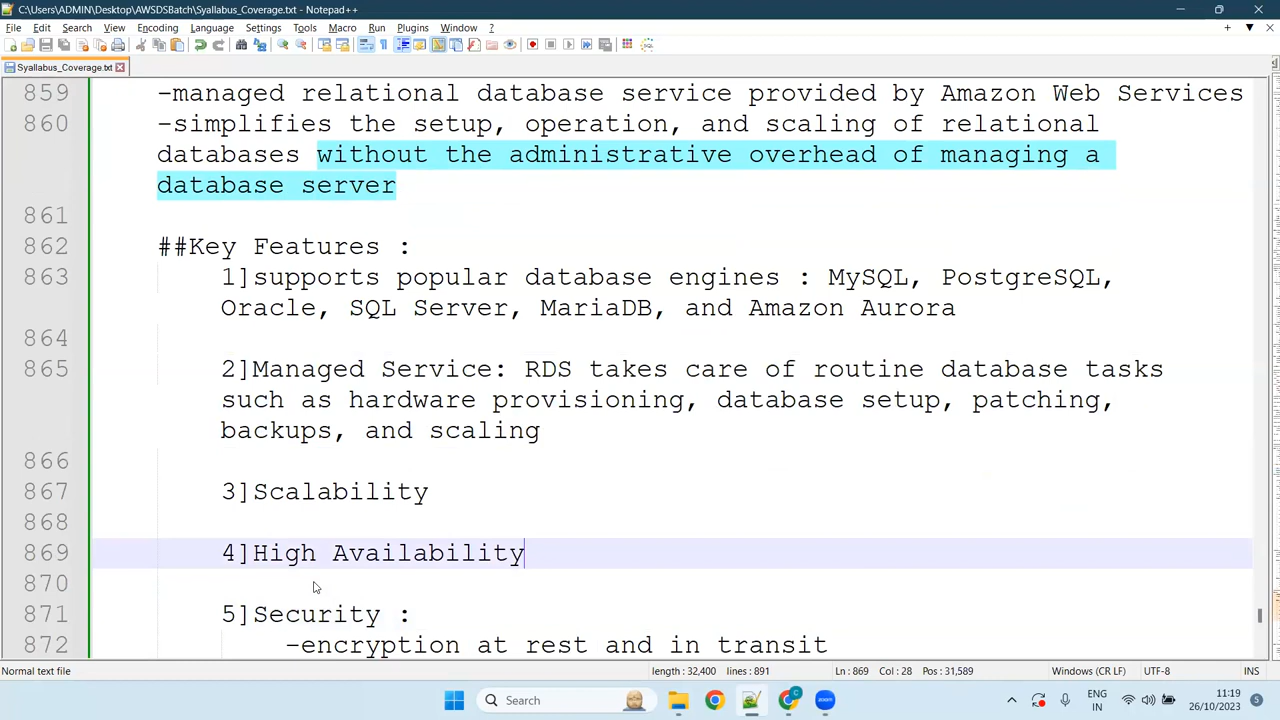 C:\Users\ADMIN\Desktop\AWSDSBatch\Syallabus_Coverage.txt - Notepad++
File Edit Search View Encoding Language Settings Tools Macro Run Plugins Window ?
Syallabus_Coverage.txt
859 -managed relational database service provided by Amazon Web Services
860 -simplifies the setup, operation, and scaling of relational
databases without the administrative overhead of managing a
database server
861
862 ##Key Features :
863 1]supports popular database engines : MySQL, PostgreSQL,
Oracle, SQL Server, MariaDB, and Amazon Aurora
864
865 2]Managed Service: RDS takes care of routine database tasks
such as hardware provisioning, database setup, patching,
backups, and scaling
866
867 3]Scalability
868
869 4]High Availability
870
871 5]Security :
872 -encryption at rest and in transit
Normal text file length : 32,400 lines : 891 Ln : 869 Col : 28 Pos : 31,589 Windows (CR LF) UTF-8 INS
Search
zoom
ENG
IN
11:19
26/10/2023
5